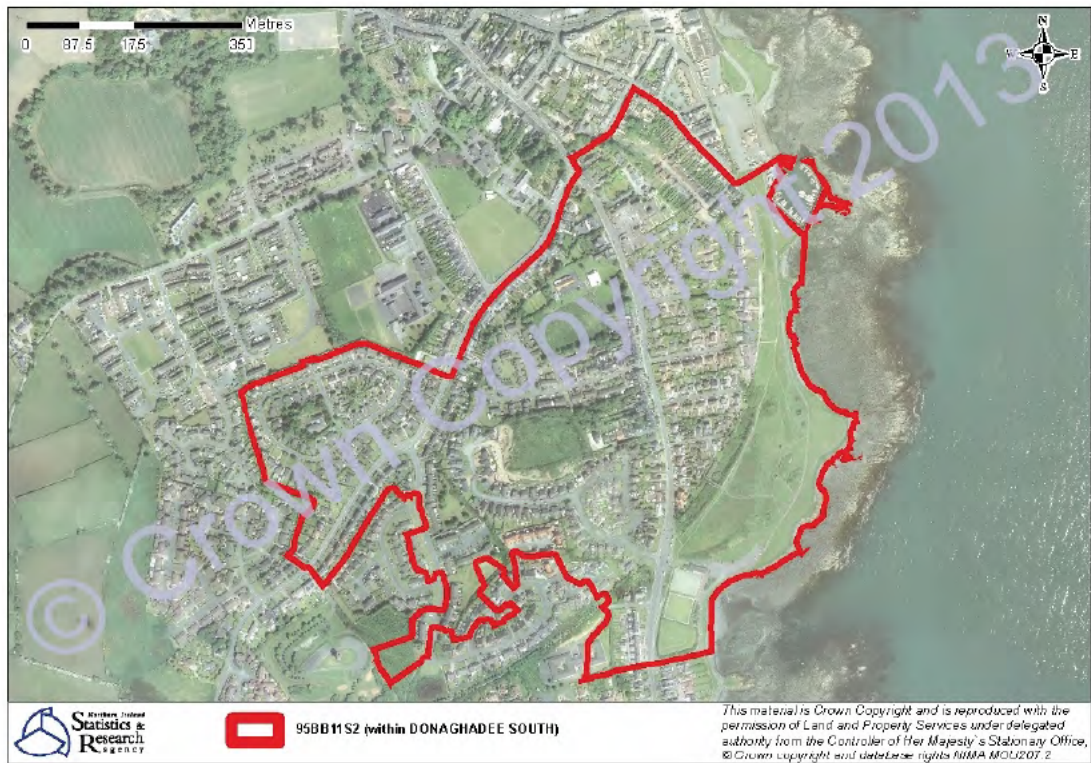 Metres
0 87.5 175 350
N
W E
S
© Crown Copyright 2013
Northern Ireland
Statistics &
Research
agency
95BB11S2 (within DONAGHADEE SOUTH)
This material is Crown Copyright and is reproduced with the
permission of Land and Property Services under delegated
authority from the Controller of Her Majesty's Stationary Office,
© Crown copyright and database rights NIMA MOU207.2